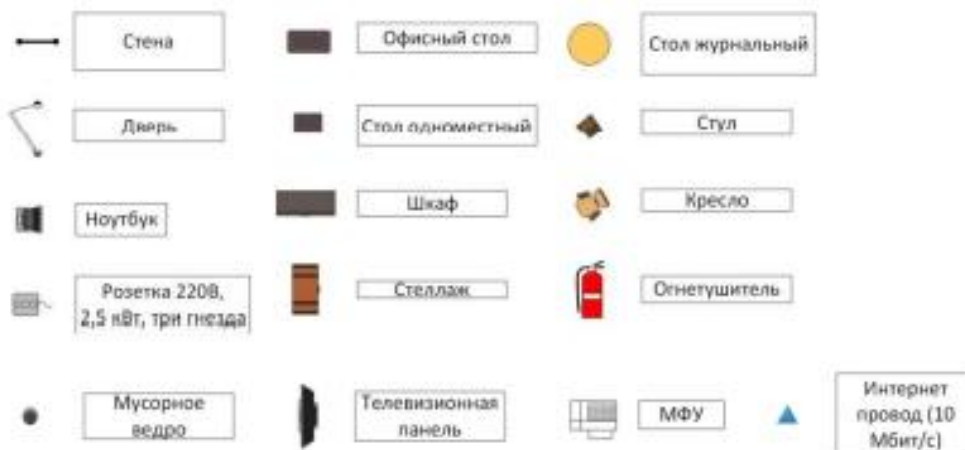 Стена
Офисный стол
Стол журнальный
Дверь
Стол одноместный
Стул
Ноутбук
Шкаф
Кресло
Розетка 220В,
2,5 кВт, три гнезда
Стеллаж
Огнетушитель
Мусорное
ведро
Телевизионная
панель
МФУ
Интернет
провод (10
Мбит/с)